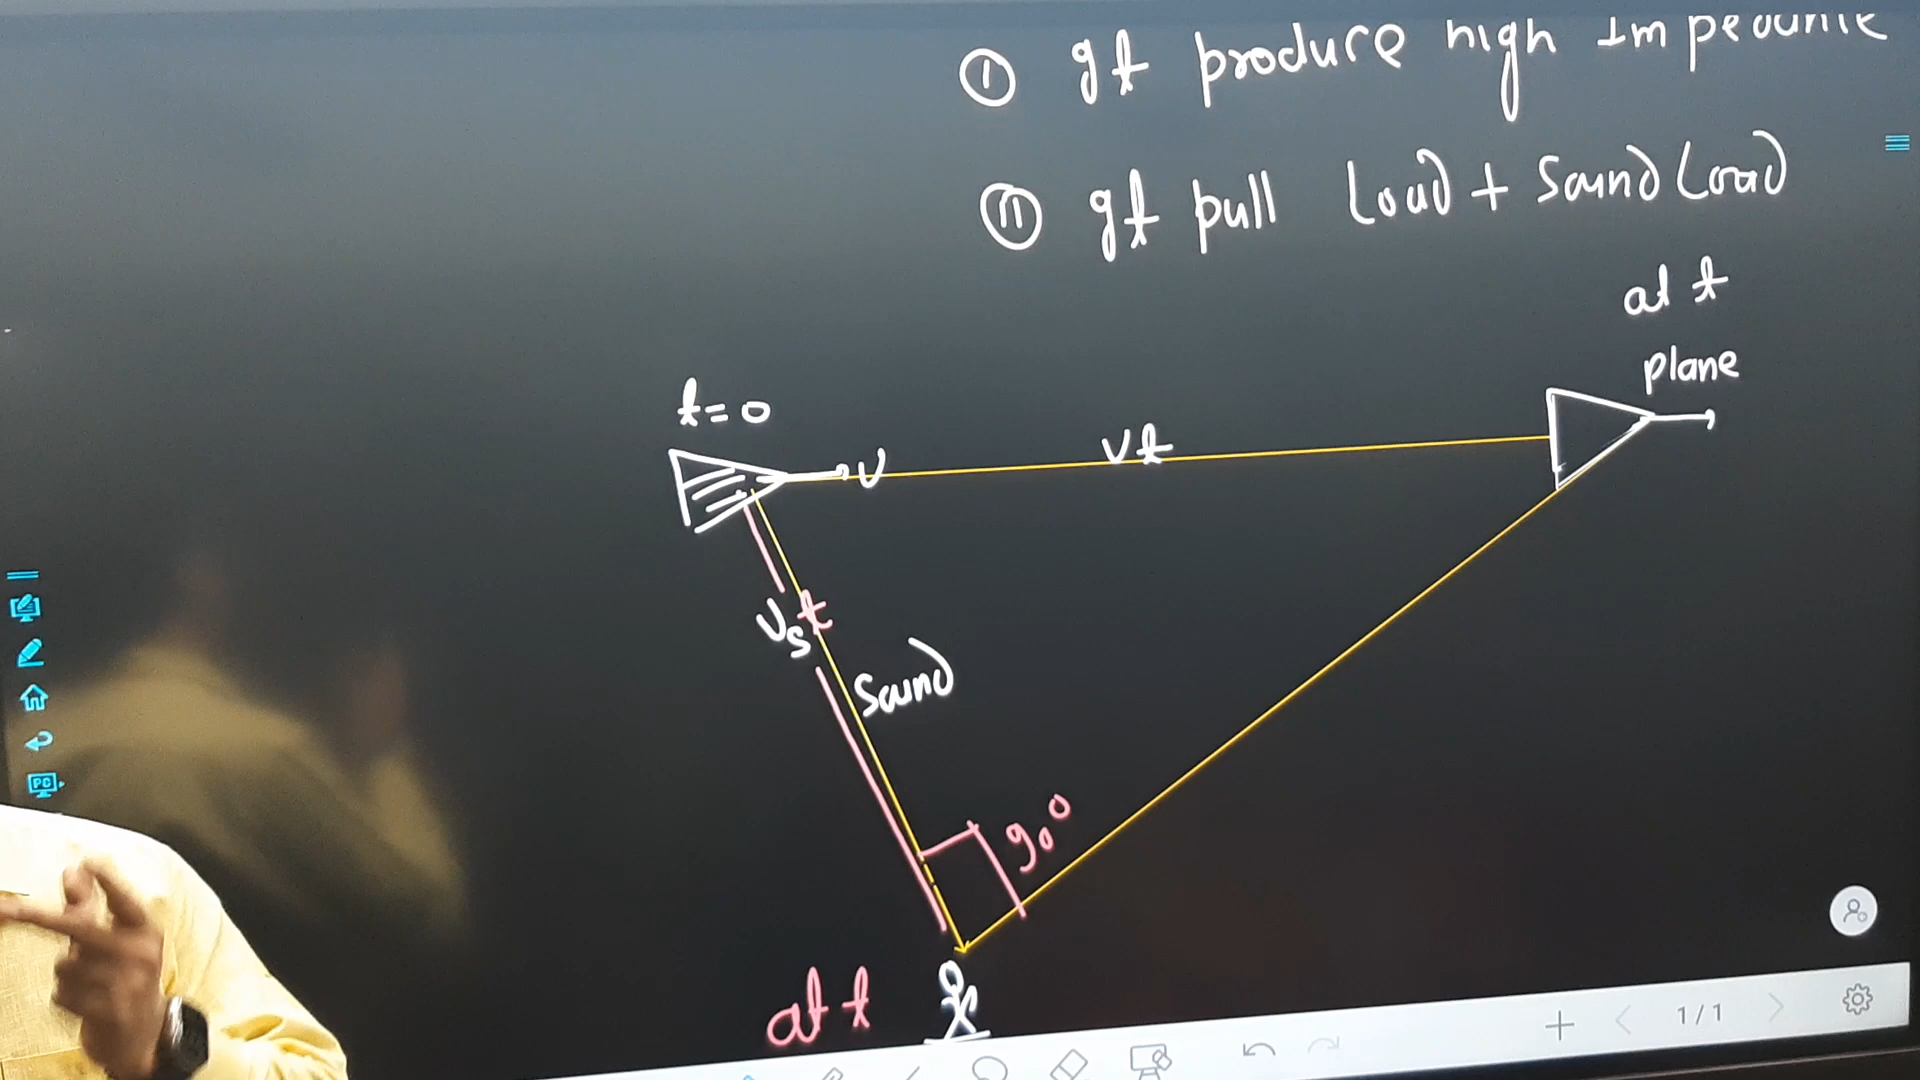 ① It produce high Impedance
② It pull Load + Sound Load
at t
plane
t = 0
v
vt
vst
Sound
90°
at t
1/1
PC